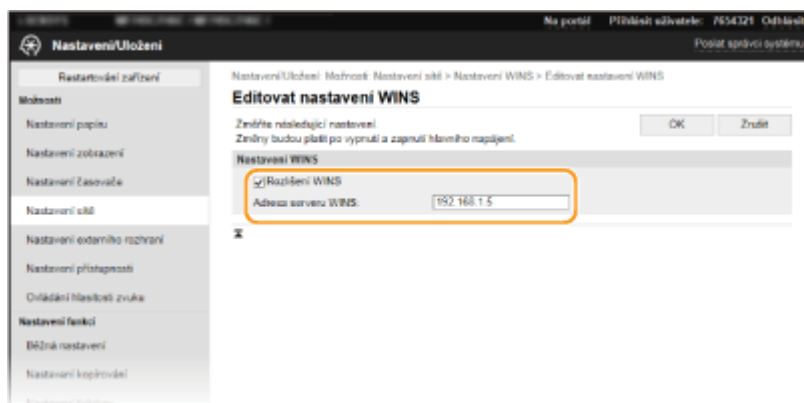 Na portál Přihlásit uživatele: 7654321 Odhlásit
Nastavení/Uložení
Poslat správci systému
Restartování zařízení
Nastavení/Uložení: Možnosti: Nastavení sítě > Nastavení WINS > Editovat nastavení WINS
Možnosti
Editovat nastavení WINS
Nastavení papíru
Změňte následující nastavení.
OK
Zrušit
Změny budou platit po vypnutí a zapnutí hlavního napájení.
Nastavení zobrazení
Nastavení WINS
Nastavení časovače
Rozlišení WINS
Adresa serveru WINS:
192.168.1.5
Nastavení sítě
Nastavení externího rozhraní
Nastavení přístupnosti
Ovládání hlasitosti zvuku
Nastavení funkcí
Běžná nastavení
Nastavení kopírování